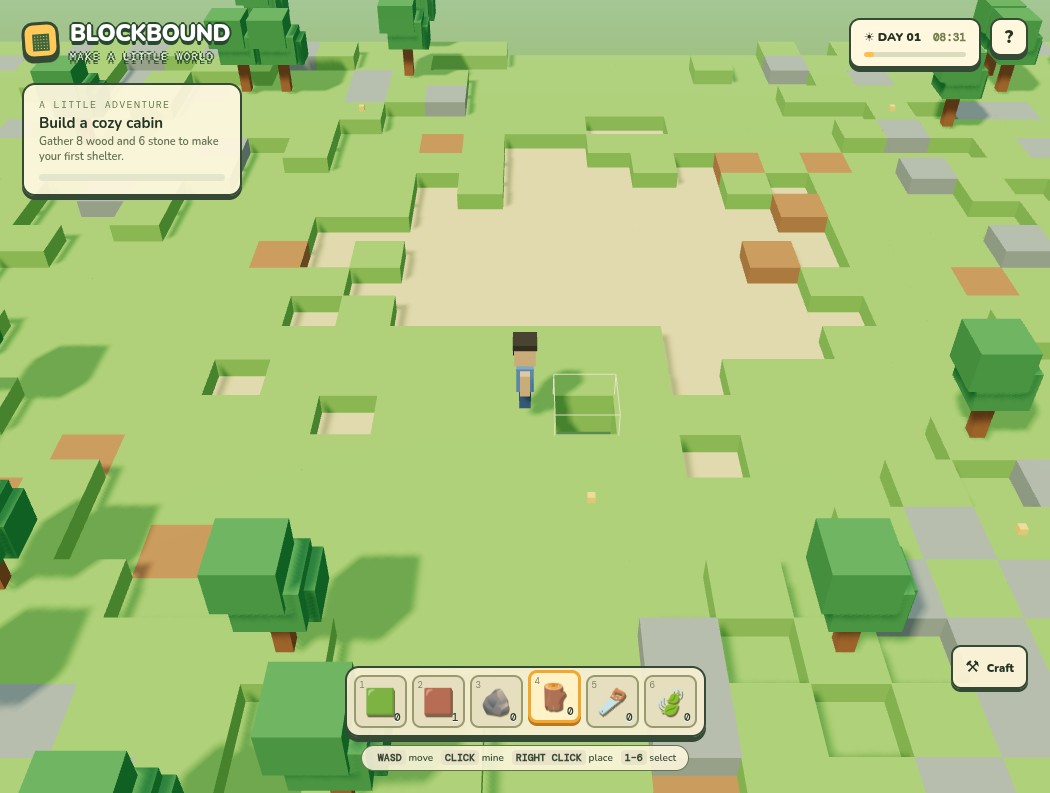 BLOCKBOUND
MAKE A LITTLE WORLD
A LITTLE ADVENTURE
Build a cozy cabin
Gather 8 wood and 6 stone to make
your first shelter.
☀ DAY 01 08:31
?
⚒ Craft
1 0
2 1
3 0
4 0
5 0
6 0
WASD move CLICK mine RIGHT CLICK place 1–6 select